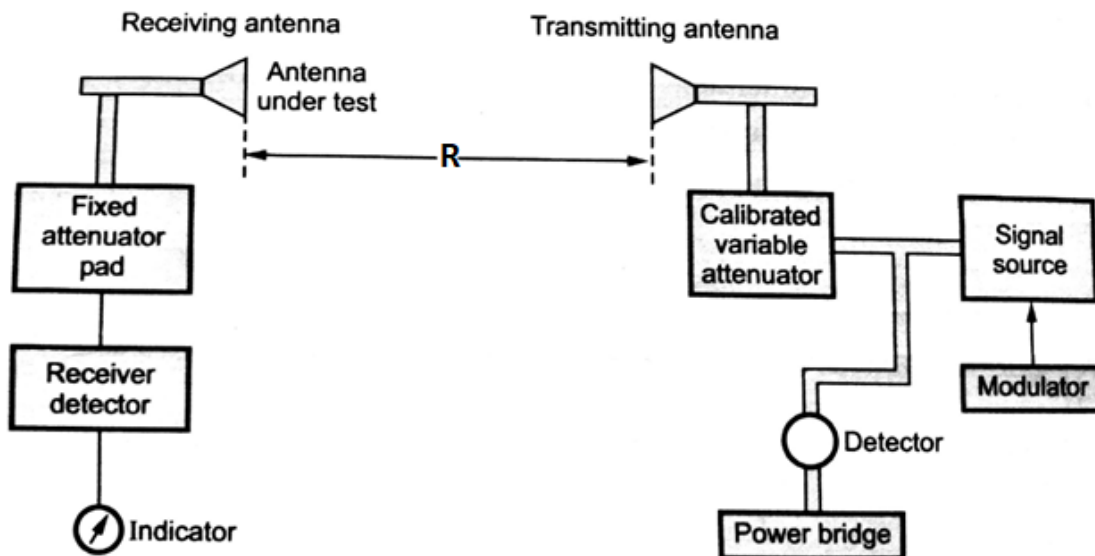 Receiving antenna
Transmitting antenna
Antenna
under test
R
Fixed
attenuator
pad
Calibrated
variable
attenuator
Signal
source
Receiver
detector
Modulator
Detector
Indicator
Power bridge